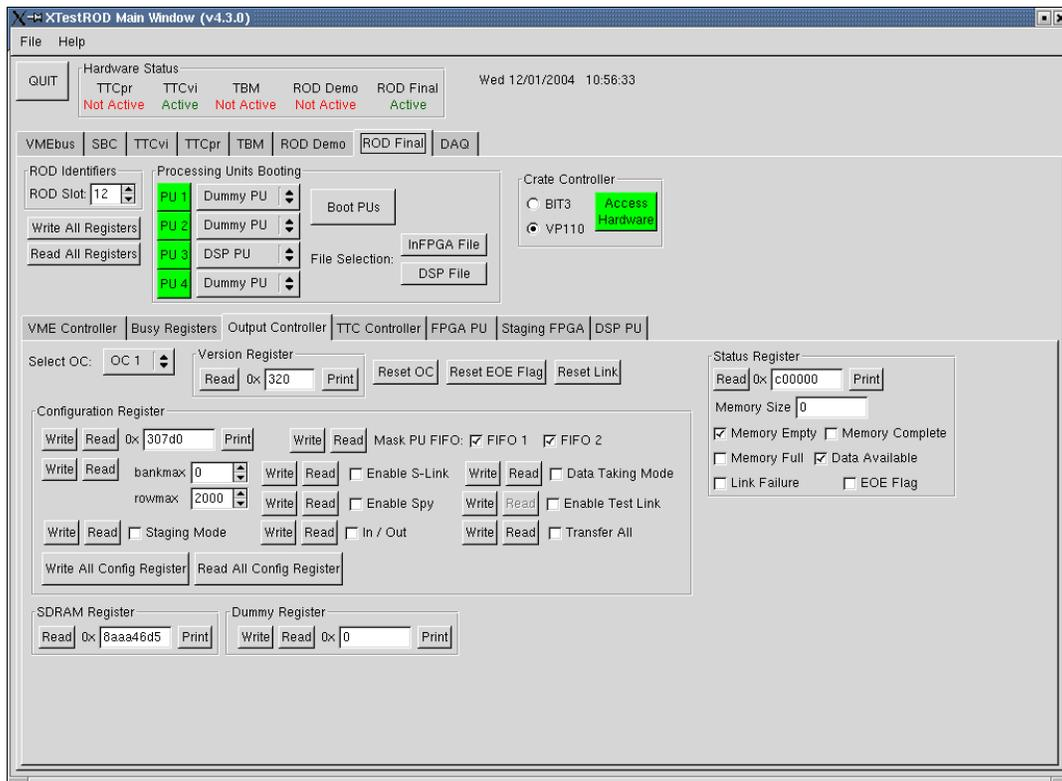 XTestROD Main Window (v4.3.0)
File Help
QUIT
Hardware Status
TTCpr TTCvi TBM ROD Demo ROD Final
Not Active Active Not Active Not Active Active
Wed 12/01/2004 10:56:33
VMEbus SBC TTCvi TTCpr TBM ROD Demo ROD Final DAQ
ROD Identifiers
ROD Slot: 12
Write All Registers
Read All Registers
Processing Units Booting
PU 1 Dummy PU
PU 2 Dummy PU
PU 3 DSP PU
PU 4 Dummy PU
Boot PUs
File Selection:
InFPGA File
DSP File
Crate Controller
BIT3
VP110
Access
Hardware
VME Controller Busy Registers Output Controller TTC Controller FPGA PU Staging FPGA DSP PU
Select OC: OC 1
Version Register
Read 0x 320 Print
Reset OC Reset EOE Flag Reset Link
Status Register
Read 0x c00000 Print
Memory Size 0
Memory Empty Memory Complete
Memory Full Data Available
Link Failure EOE Flag
Configuration Register
Write Read 0x 307d0 Print Write Read Mask PU FIFO: FIFO 1 FIFO 2
Write Read bankmax 0 Write Read Enable S-Link Write Read Data Taking Mode
rowmax 2000 Write Read Enable Spy Write Read Enable Test Link
Write Read Staging Mode Write Read In / Out Write Read Transfer All
Write All Config Register Read All Config Register
SDRAM Register
Read 0x 8aaa46d5 Print
Dummy Register
Write Read 0x 0 Print